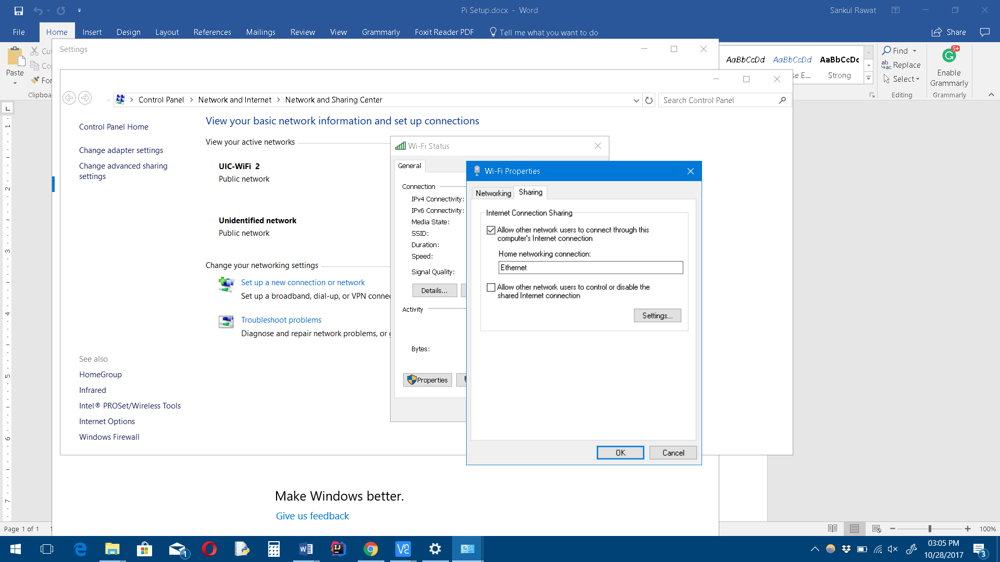 Pi Setup.docx - Word
Sankul Rawat
File Home Insert Design Layout References Mailings Review View Grammarly Foxit Reader PDF Tell me what you want to do Share
Paste
Clipboa
AaBbCcDd AaBbCcDd AaBbCcDc
se E... Strong
Find
Replace
Select
Editing
Enable
Grammarly
Grammarly
5+
Settings
Control Panel > Network and Internet > Network and Sharing Center
Search Control Panel
Control Panel Home
Change adapter settings
Change advanced sharing
settings
See also
HomeGroup
Infrared
Intel® PROSet/Wireless Tools
Internet Options
Windows Firewall
View your basic network information and set up connections
View your active networks
UIC-WiFi 2
Public network
Unidentified network
Public network
Change your networking settings
Set up a new connection or network
Set up a broadband, dial-up, or VPN connec
Troubleshoot problems
Diagnose and repair network problems, or
Wi-Fi Status
General
Connection
IPv4 Connectivity:
IPv6 Connectivity:
Media State:
SSID:
Duration:
Speed:
Signal Quality:
Details...
Activity
Bytes:
Properties
Wi-Fi Properties
Networking Sharing
Internet Connection Sharing
Allow other network users to connect through this
computer's Internet connection
Home networking connection:
Ethernet
Allow other network users to control or disable the
shared Internet connection
Settings...
OK Cancel
Make Windows better.
Give us feedback
Page 1 of 1
100%
03:05 PM
10/28/2017